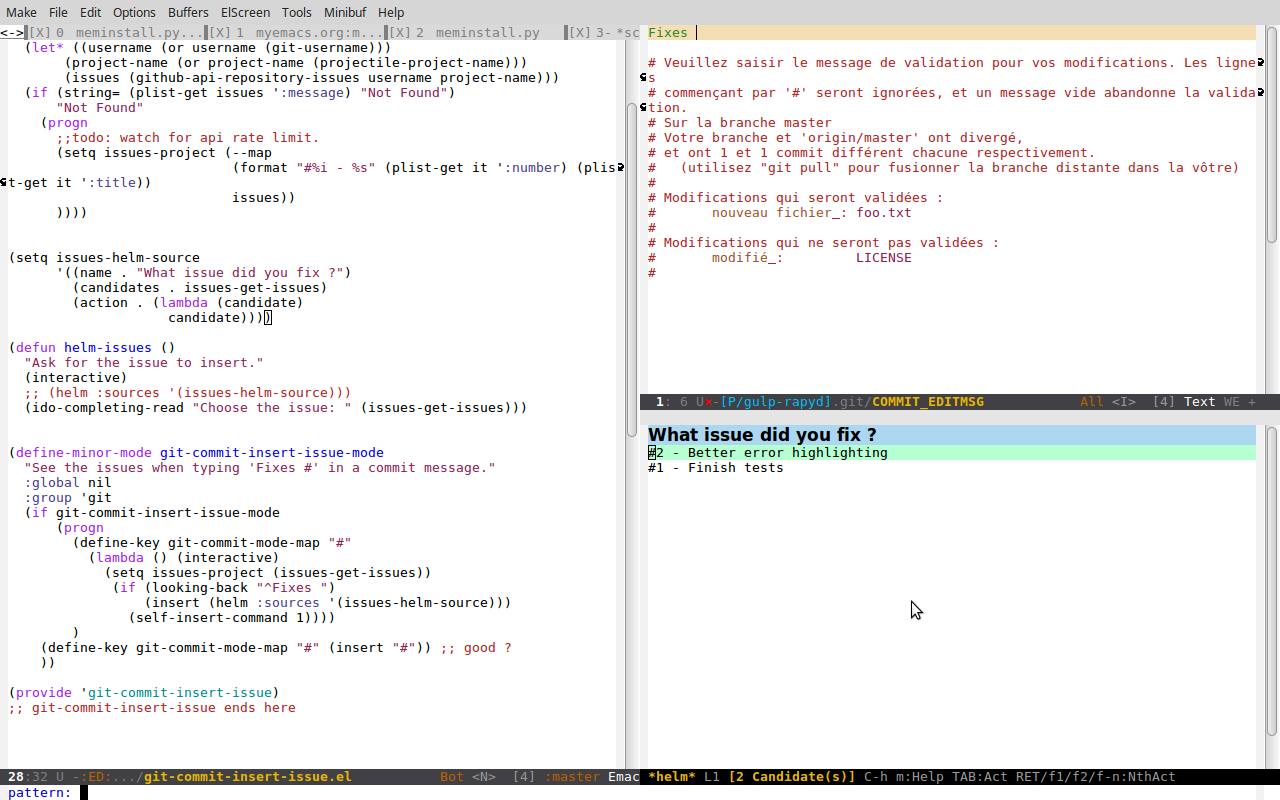 Make File Edit Options Buffers ElScreen Tools Minibuf Help
<->[X]0 meminstall.py...[X]1 myemacs.org:m...[X]2 meminstall.py [X]3- *sc
(let* ((username (or username (git-username)))
(project-name (or project-name (projectile-project-name)))
(issues (github-api-repository-issues username project-name)))
(if (string= (plist-get issues ':message) "Not Found")
"Not Found"
(progn
;;todo: watch for api rate limit.
(setq issues-project (--map
(format "#%i - %s" (plist-get it ':number) (plis
t-get it ':title))
issues))
))))
(setq issues-helm-source
'((name . "What issue did you fix ?")
(candidates . issues-get-issues)
(action . (lambda (candidate)
candidate))))
(defun helm-issues ()
"Ask for the issue to insert."
(interactive)
;; (helm :sources '(issues-helm-source)))
(ido-completing-read "Choose the issue: " (issues-get-issues)))
(define-minor-mode git-commit-insert-issue-mode
"See the issues when typing 'Fixes #' in a commit message."
:global nil
:group 'git
(if git-commit-insert-issue-mode
(progn
(define-key git-commit-mode-map "#"
(lambda () (interactive)
(setq issues-project (issues-get-issues))
(if (looking-back "^Fixes ")
(insert (helm :sources '(issues-helm-source)))
(self-insert-command 1))))
)
(define-key git-commit-mode-map "#" (insert "#")) ;; good ?
))
(provide 'git-commit-insert-issue)
;; git-commit-insert-issue ends here
28:32 U -:ED:.../git-commit-insert-issue.el Bot <N> [4] :master Emac
pattern:
Fixes
# Veuillez saisir le message de validation pour vos modifications. Les ligne
s
# commençant par '#' seront ignorées, et un message vide abandonne la valida
tion.
# Sur la branche master
# Votre branche et 'origin/master' ont divergé,
# et ont 1 et 1 commit différent chacune respectivement.
#   (utilisez "git pull" pour fusionner la branche distante dans la vôtre)
#
# Modifications qui seront validées :
#       nouveau fichier_: foo.txt
#
# Modifications qui ne seront pas validées :
#       modifié_:         LICENSE
#
1: 6 U×-[P/gulp-rapyd].git/COMMIT_EDITMSG All <I> [4] Text WE +
What issue did you fix ?
#2 - Better error highlighting
#1 - Finish tests
*helm* L1 [2 Candidate(s)] C-h m:Help TAB:Act RET/f1/f2/f-n:NthAct